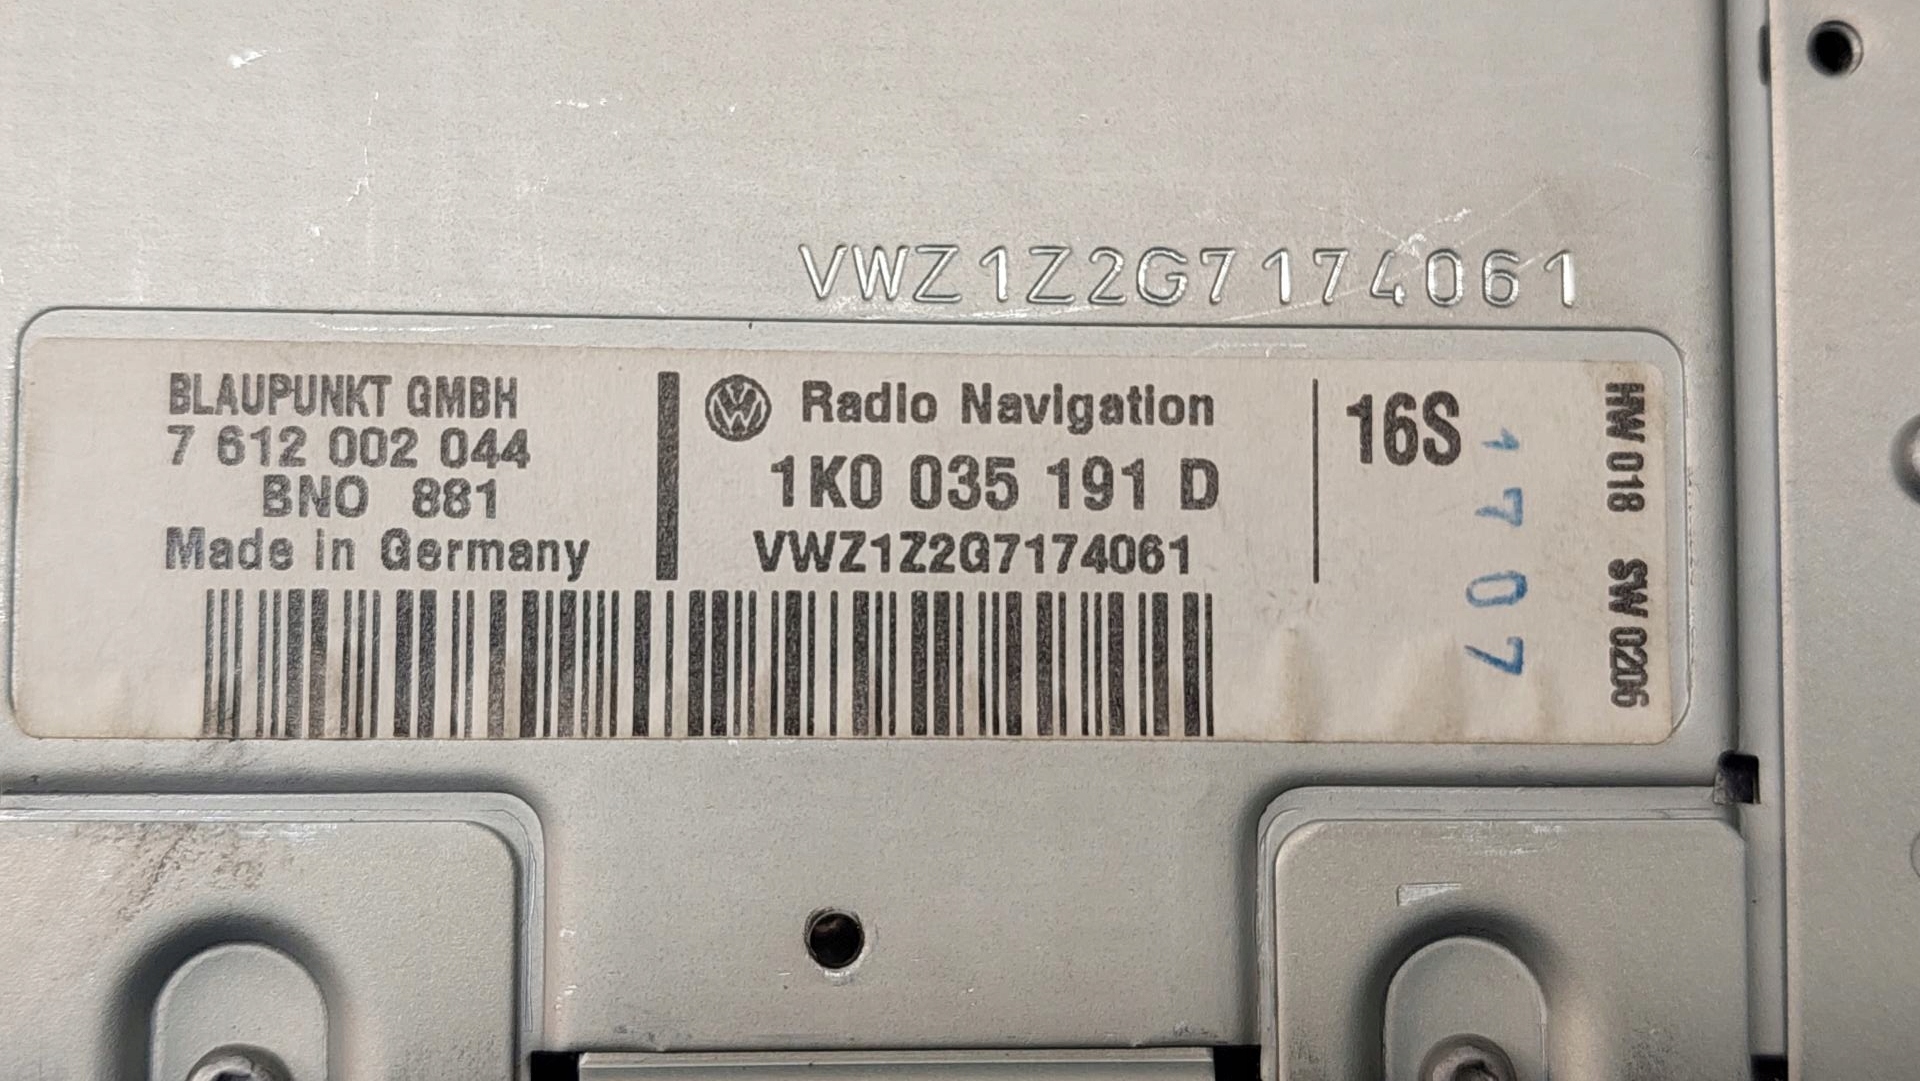 VWZ1Z2G7174061
BLAUPUNKT GMBH
7 612 002 044
BNO 881
Made in Germany
Radio Navigation
1K0 035 191 D
VWZ1Z2G7174061
16S
1707
HW 018 SW 0206